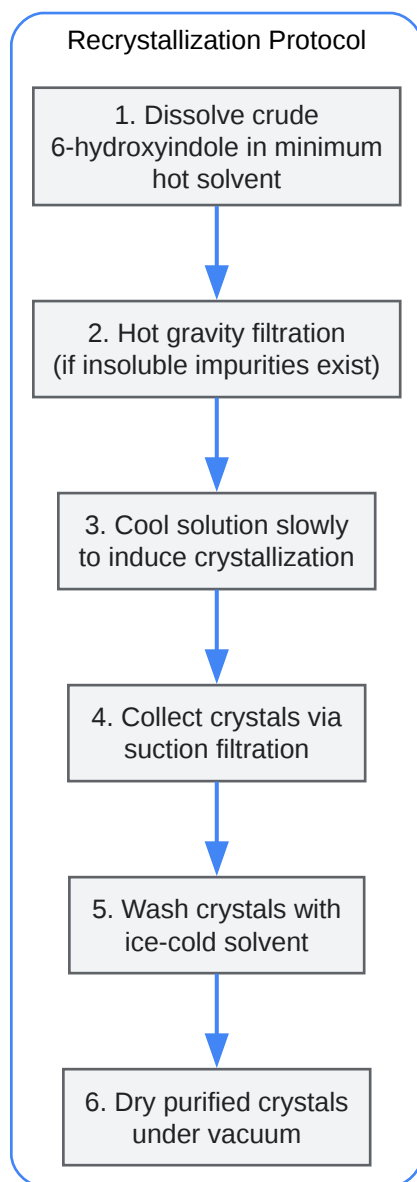 Recrystallization Protocol
1. Dissolve crude
6-hydroxyindole in minimum
hot solvent
2. Hot gravity filtration
(if insoluble impurities exist)
3. Cool solution slowly
to induce crystallization
4. Collect crystals via
suction filtration
5. Wash crystals with
ice-cold solvent
6. Dry purified crystals
under vacuum